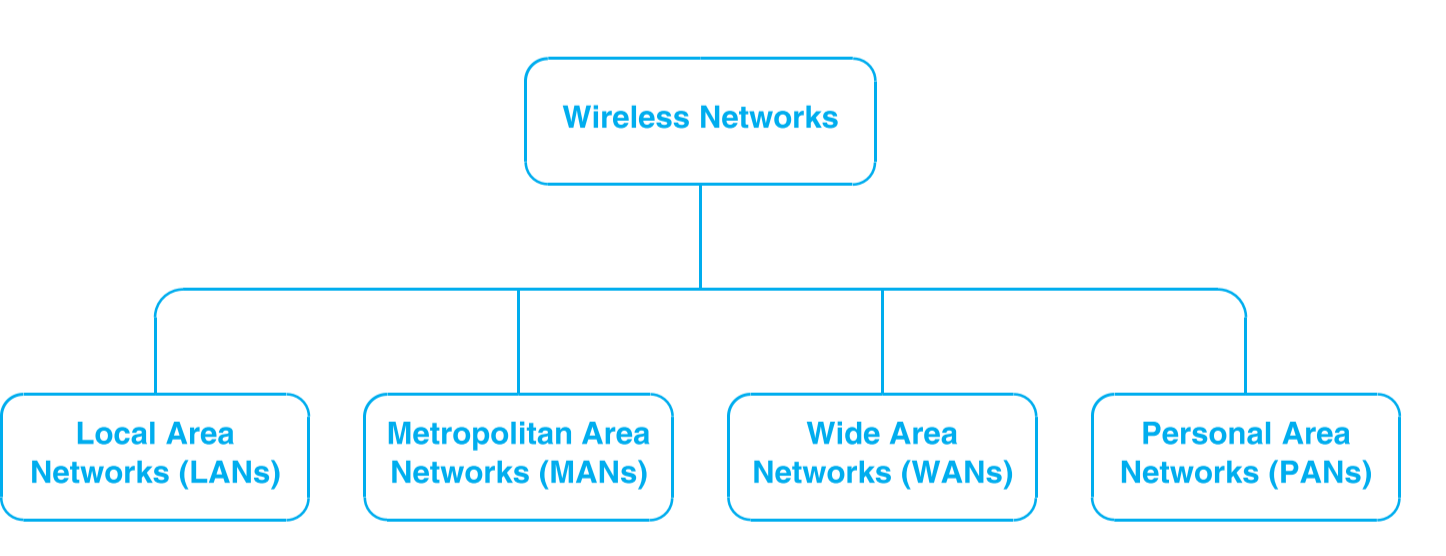 Wireless Networks
Local Area
Networks (LANs)
Metropolitan Area
Networks (MANs)
Wide Area
Networks (WANs)
Personal Area
Networks (PANs)